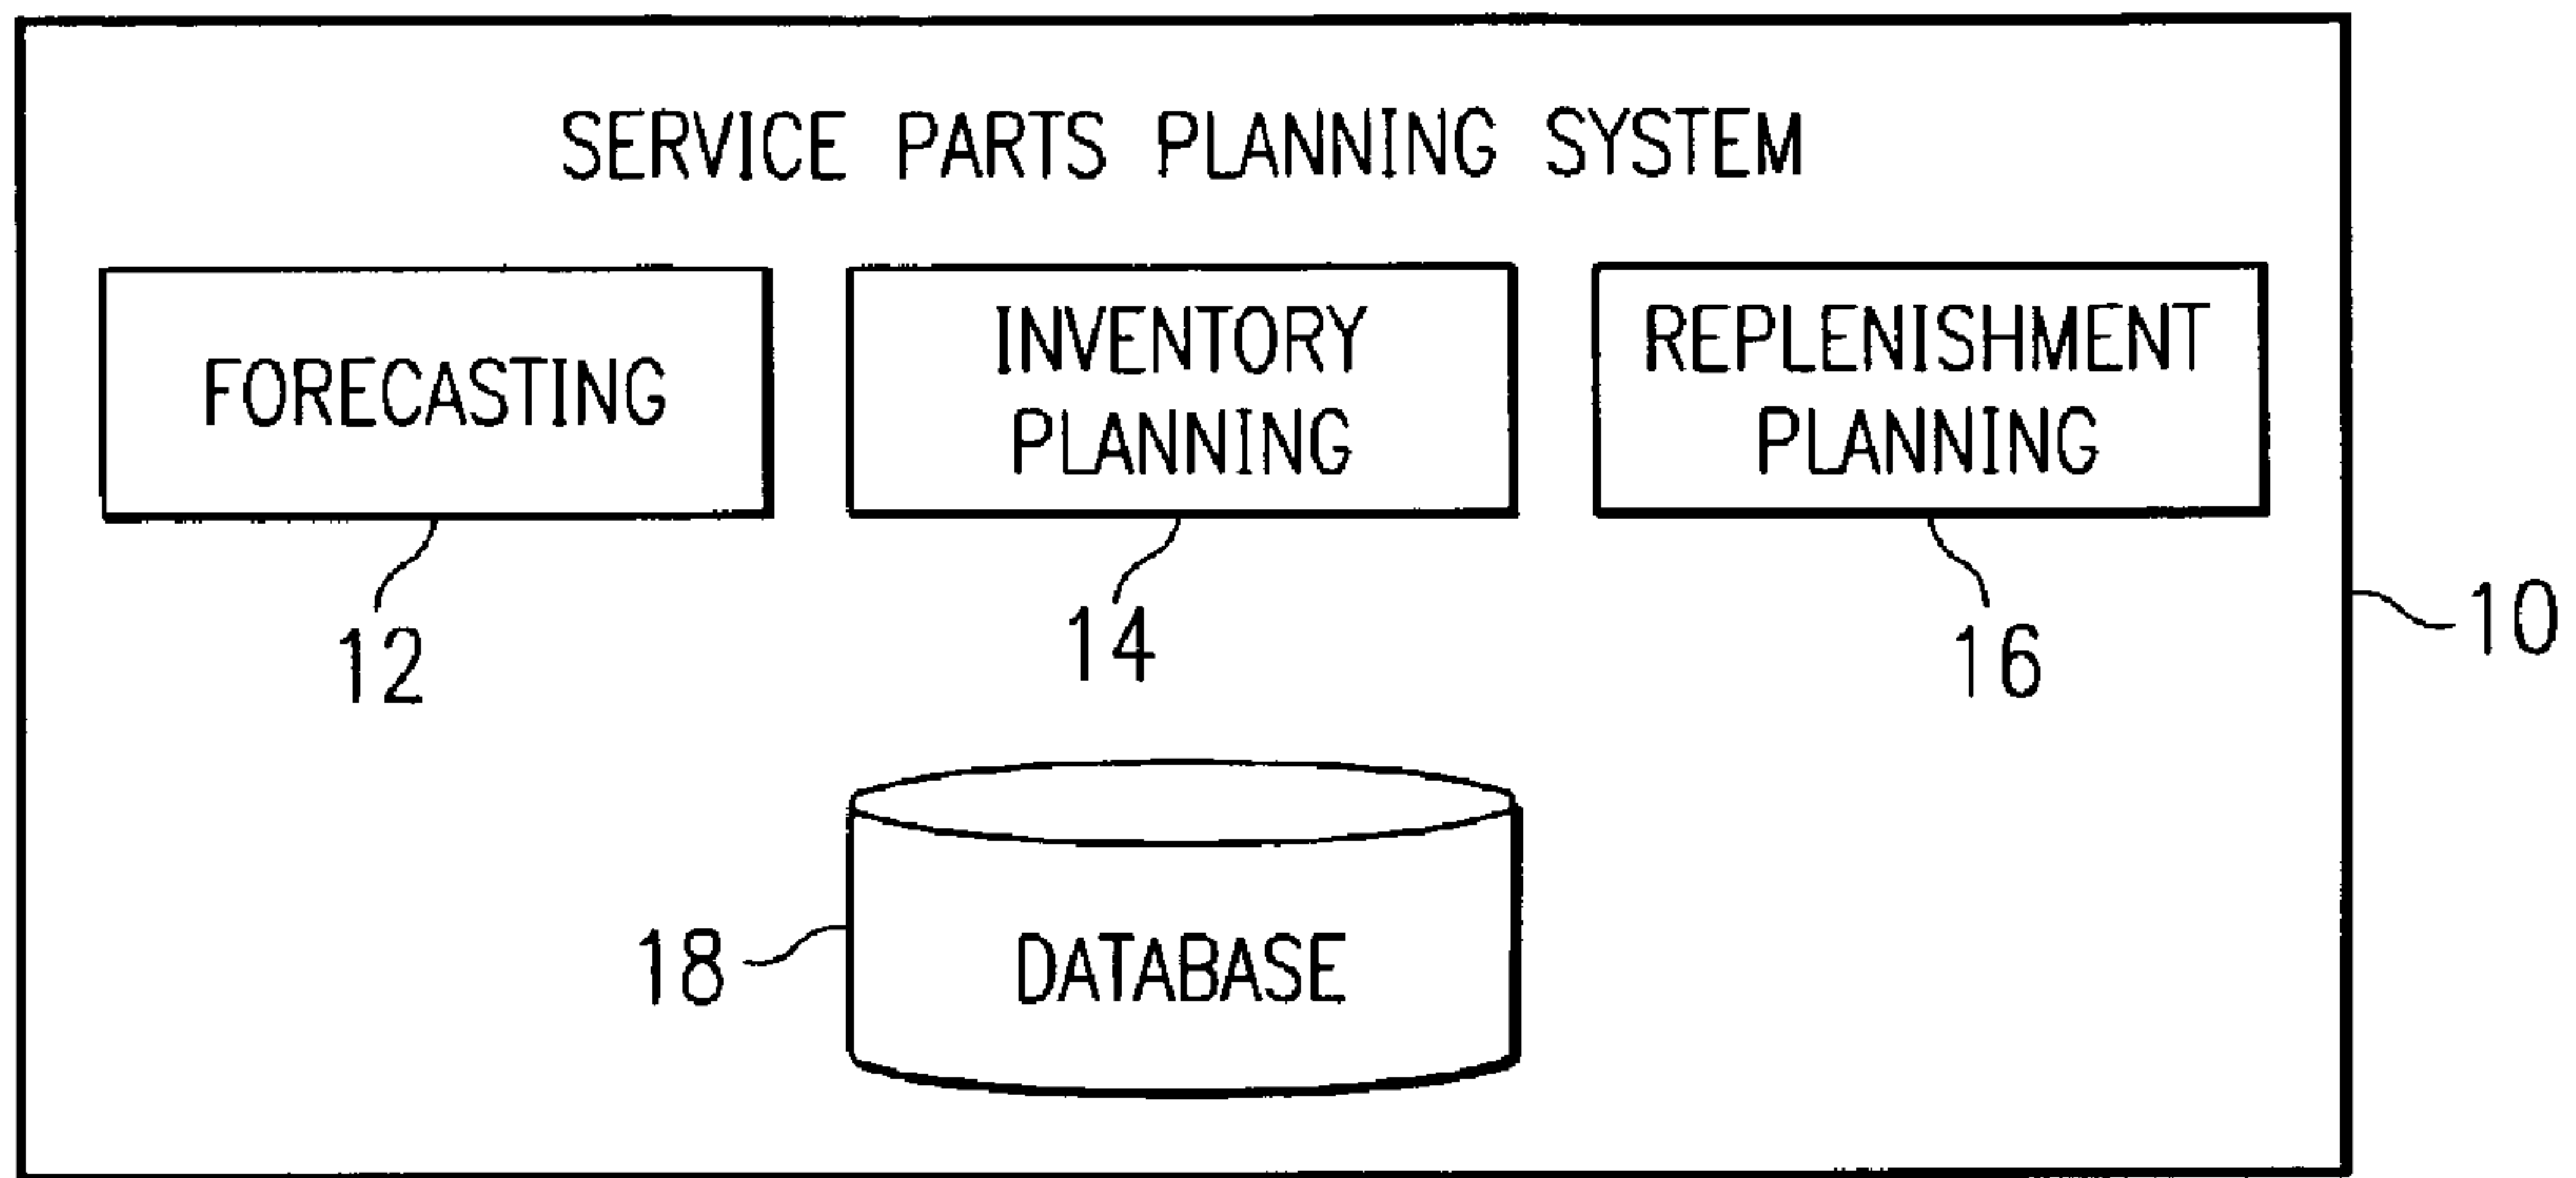 SERVICE PARTS PLANNING SYSTEM
FORECASTING
INVENTORY
PLANNING
REPLENISHMENT
PLANNING
12
14
16
10
18
DATABASE